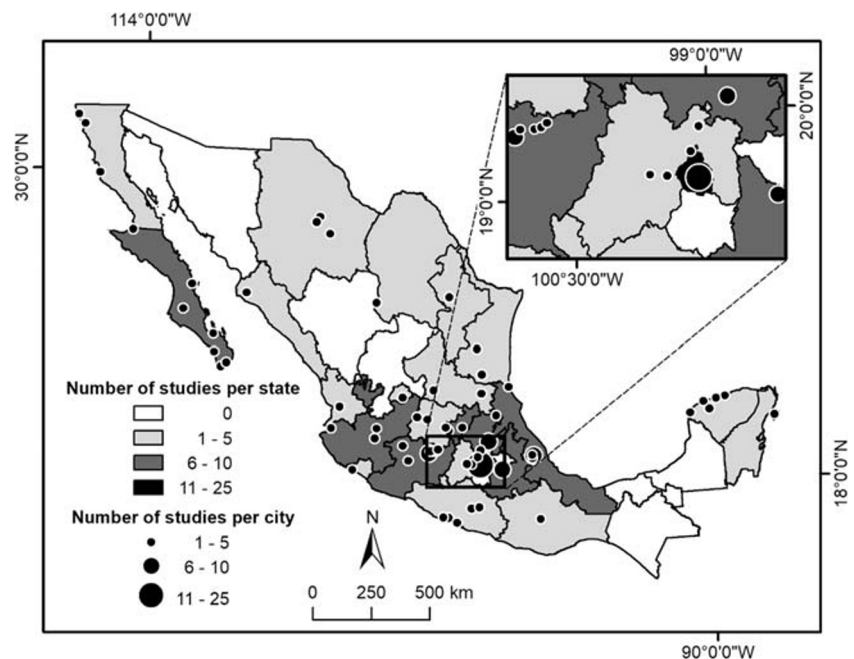 114°0'0"W
99°0'0"W
20°0'0"N
30°0'0"N
19°0'0"N
100°30'0"W
Number of studies per state
0
1 - 5
6 - 10
11 - 25
Number of studies per city
1 - 5
6 - 10
11 - 25
N
0 250 500 km
18°0'0"N
90°0'0"W